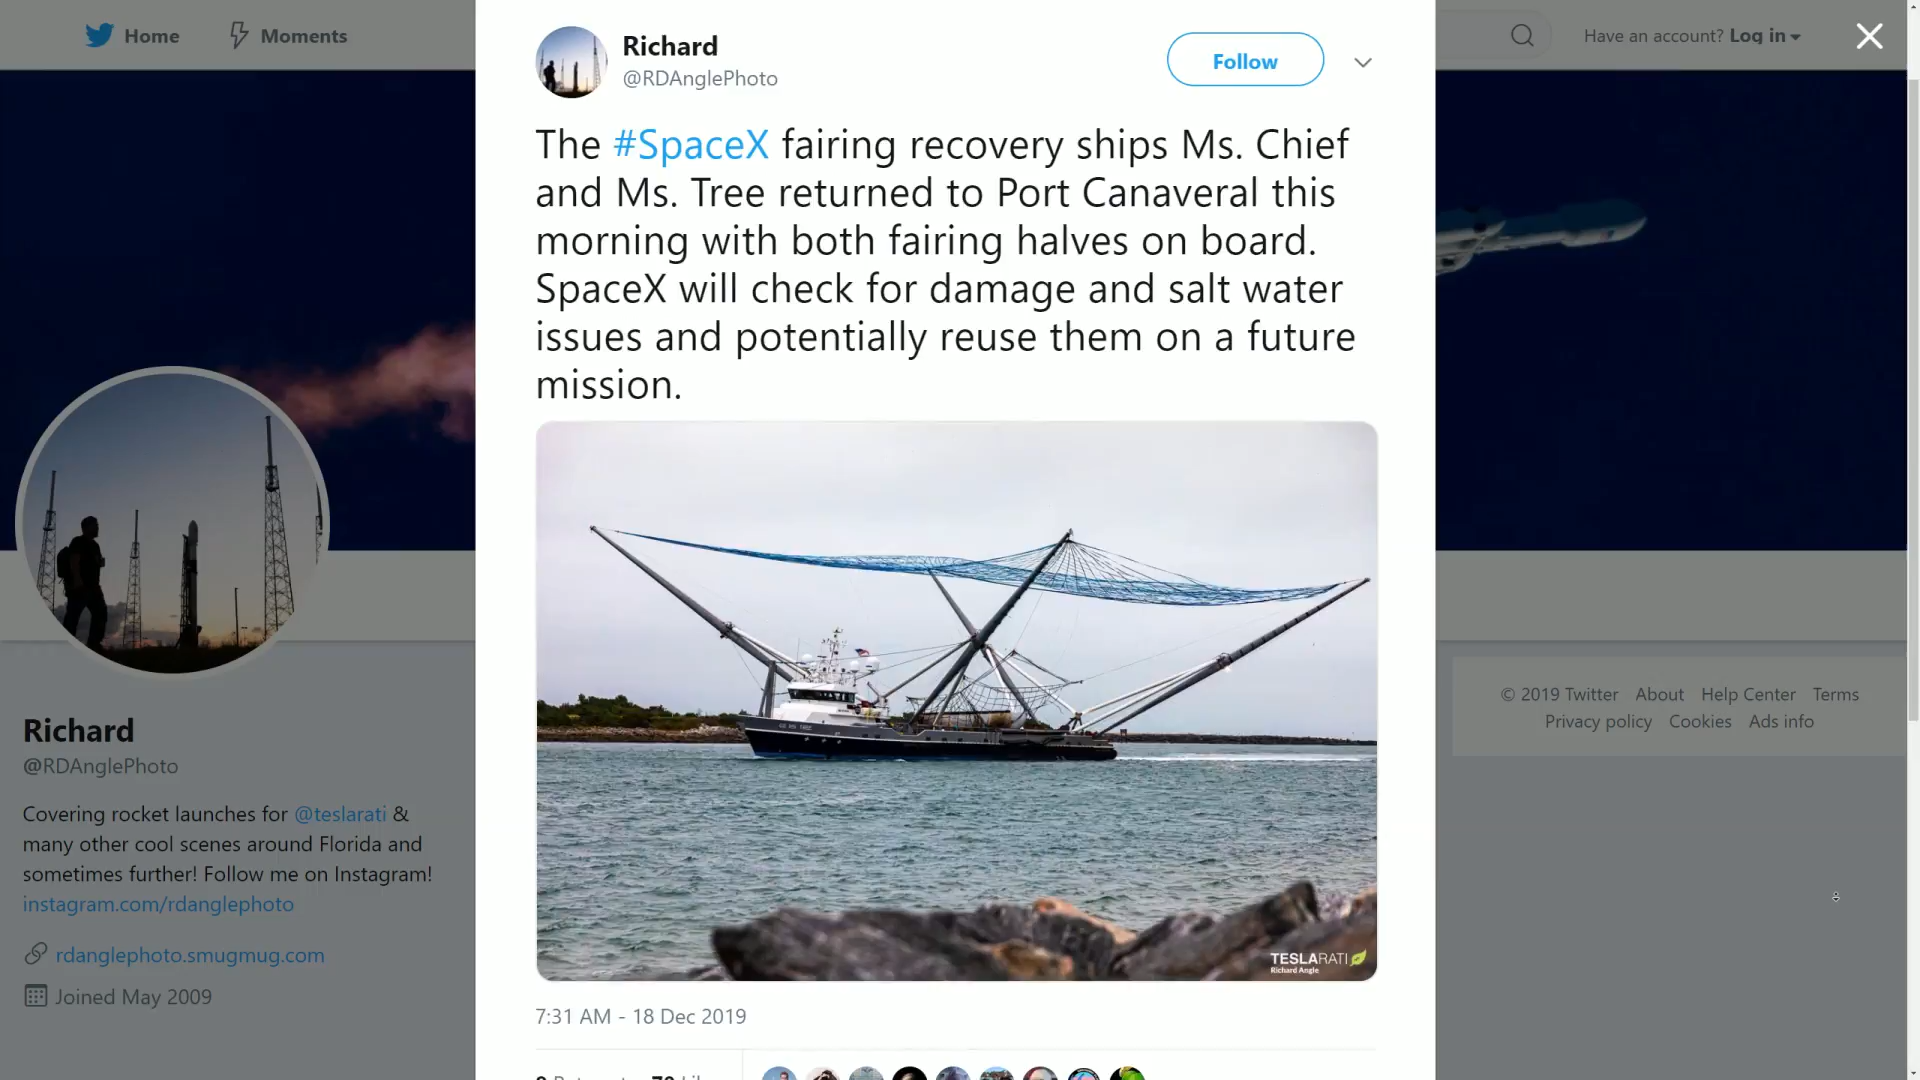 Home
Moments
Have an account? Log in
Richard
@RDAnglePhoto
Follow
The #SpaceX fairing recovery ships Ms. Chief
and Ms. Tree returned to Port Canaveral this
morning with both fairing halves on board.
SpaceX will check for damage and salt water
issues and potentially reuse them on a future
mission.
TESLARATI
Richard Angle
7:31 AM - 18 Dec 2019
Richard
@RDAnglePhoto
Covering rocket launches for @teslarati &
many other cool scenes around Florida and
sometimes further! Follow me on Instagram!
instagram.com/rdanglephoto
rdanglephoto.smugmug.com
Joined May 2009
© 2019 Twitter About Help Center Terms
Privacy policy Cookies Ads info